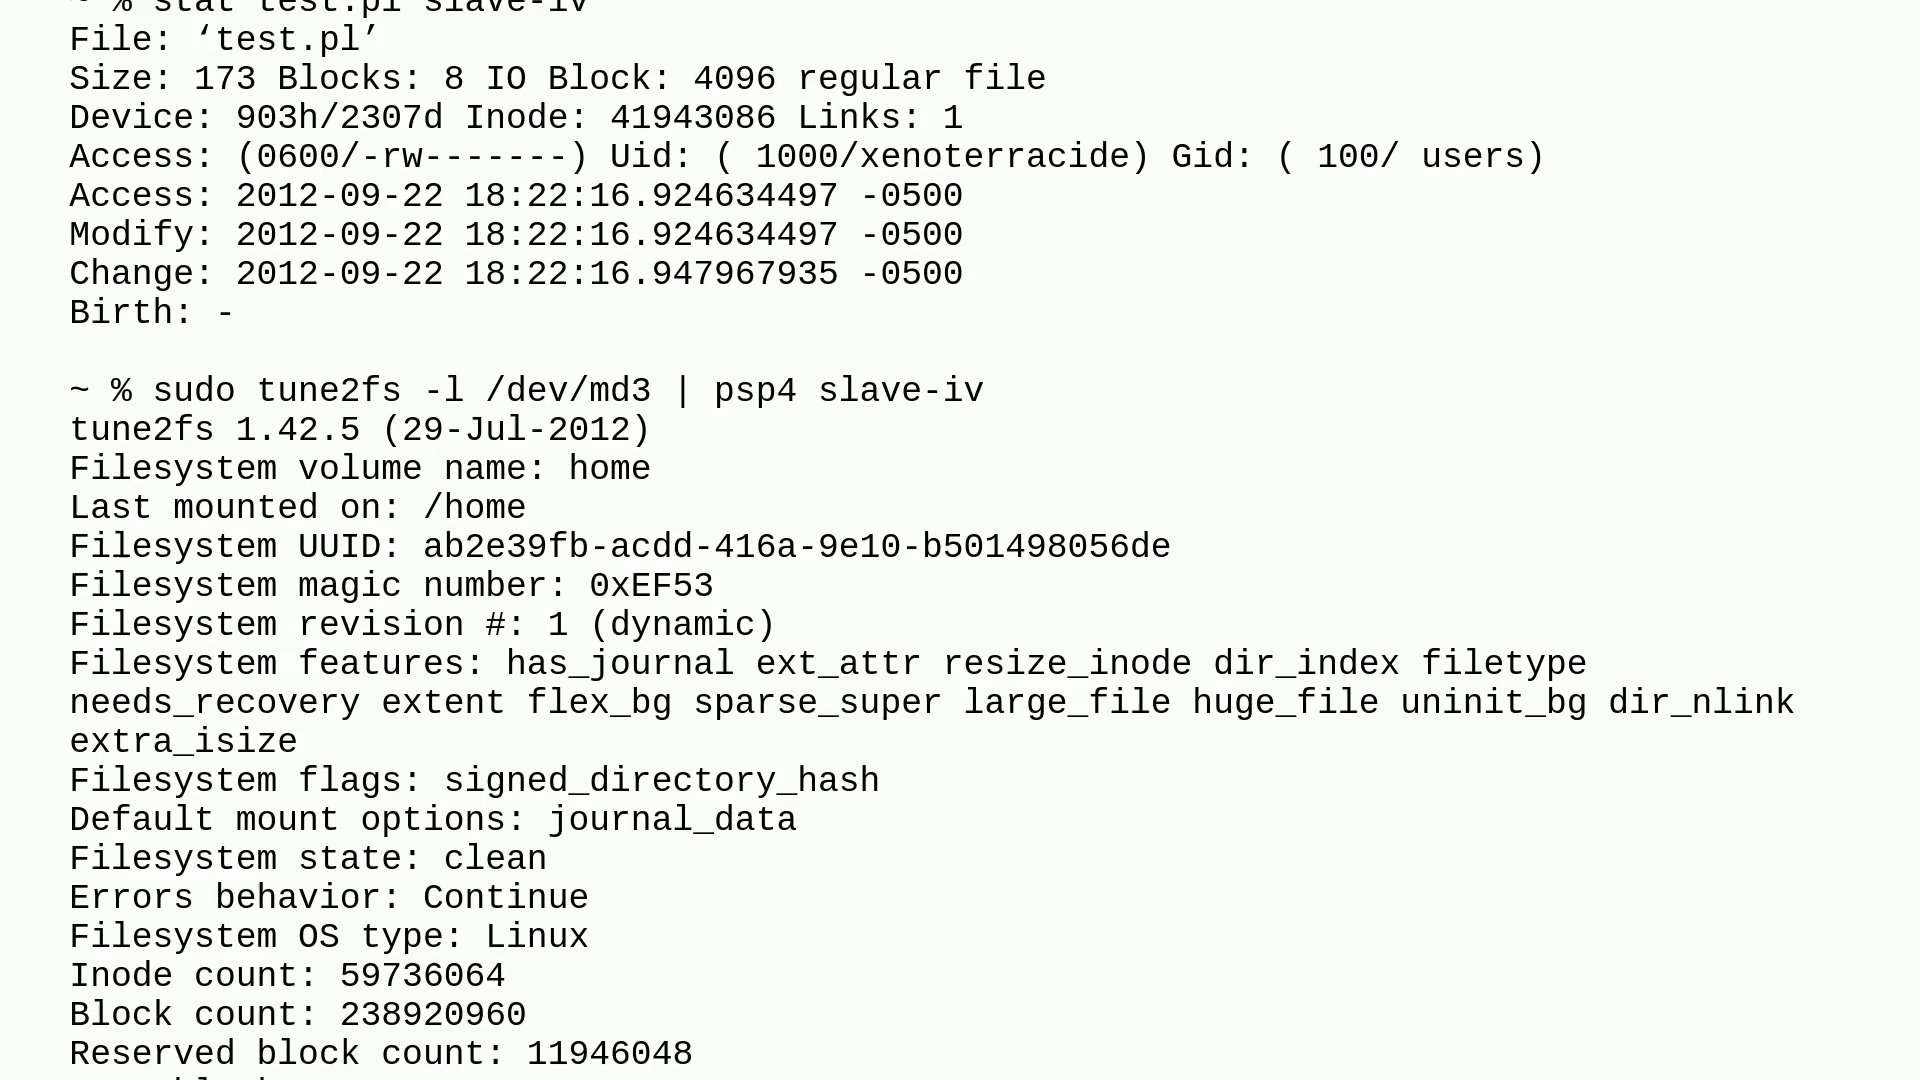 ~ % stat test.pl slave-iv
File: ‘test.pl’
Size: 173 Blocks: 8 IO Block: 4096 regular file
Device: 903h/2307d Inode: 41943086 Links: 1
Access: (0600/-rw-------) Uid: ( 1000/xenoterracide) Gid: ( 100/ users)
Access: 2012-09-22 18:22:16.924634497 -0500
Modify: 2012-09-22 18:22:16.924634497 -0500
Change: 2012-09-22 18:22:16.947967935 -0500
Birth: -
~ % sudo tune2fs -l /dev/md3 | psp4 slave-iv
tune2fs 1.42.5 (29-Jul-2012)
Filesystem volume name: home
Last mounted on: /home
Filesystem UUID: ab2e39fb-acdd-416a-9e10-b501498056de
Filesystem magic number: 0xEF53
Filesystem revision #: 1 (dynamic)
Filesystem features: has_journal ext_attr resize_inode dir_index filetype
needs_recovery extent flex_bg sparse_super large_file huge_file uninit_bg dir_nlink
extra_isize
Filesystem flags: signed_directory_hash
Default mount options: journal_data
Filesystem state: clean
Errors behavior: Continue
Filesystem OS type: Linux
Inode count: 59736064
Block count: 238920960
Reserved block count: 11946048